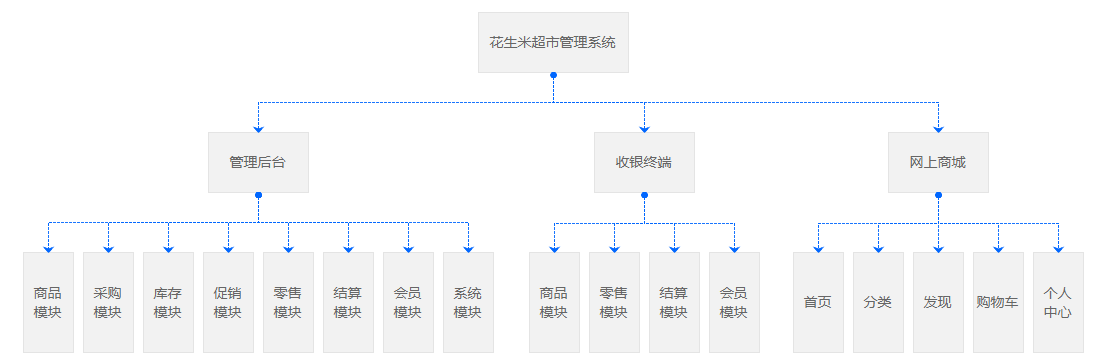 花生米超市管理系统
管理后台
收银终端
网上商城
商品
模块
采购
模块
库存
模块
促销
模块
零售
模块
结算
模块
会员
模块
系统
模块
商品
模块
零售
模块
结算
模块
会员
模块
首页
分类
发现
购物车
个人
中心